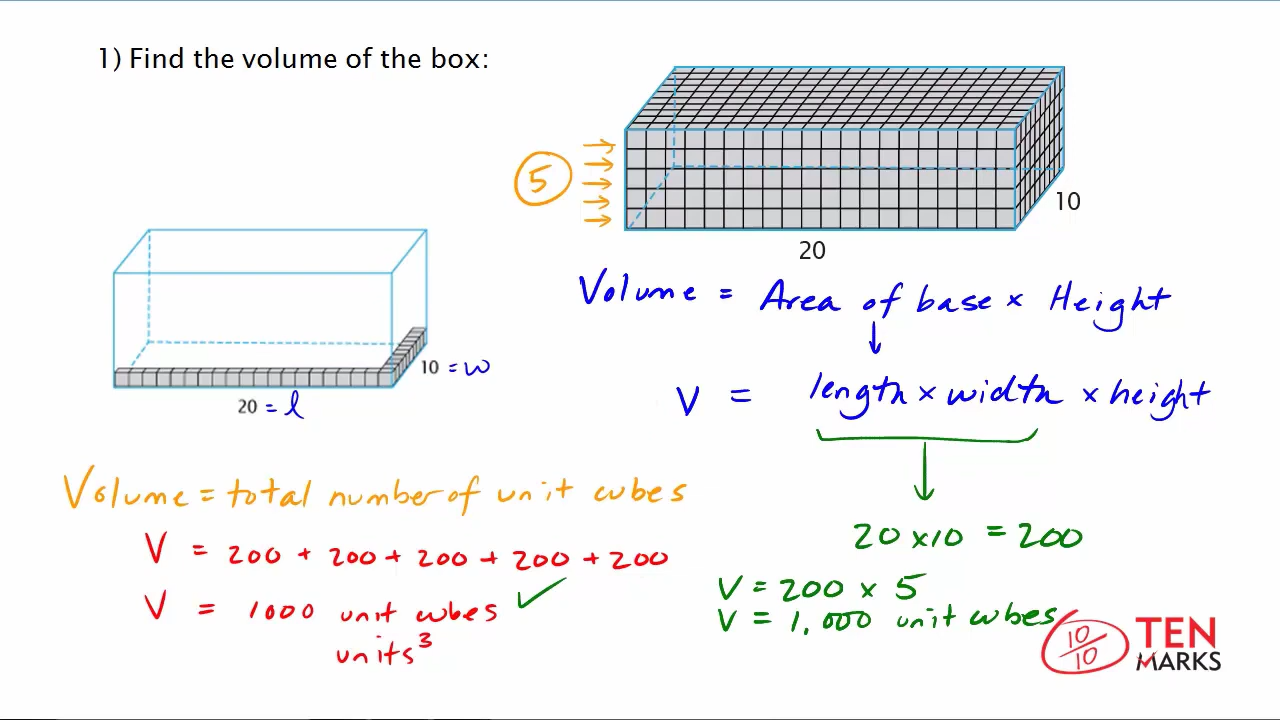 1) Find the volume of the box:
5
10
20
Volume = Area of base × Height
10 = w
20 = l
V = length × width × height
Volume = total number of unit cubes
V = 200 + 200 + 200 + 200 + 200
V = 1000 unit cubes ✓
units³
20 × 10 = 200
V = 200 × 5
V = 1,000 unit cubes
10/10 TEN
MARKS